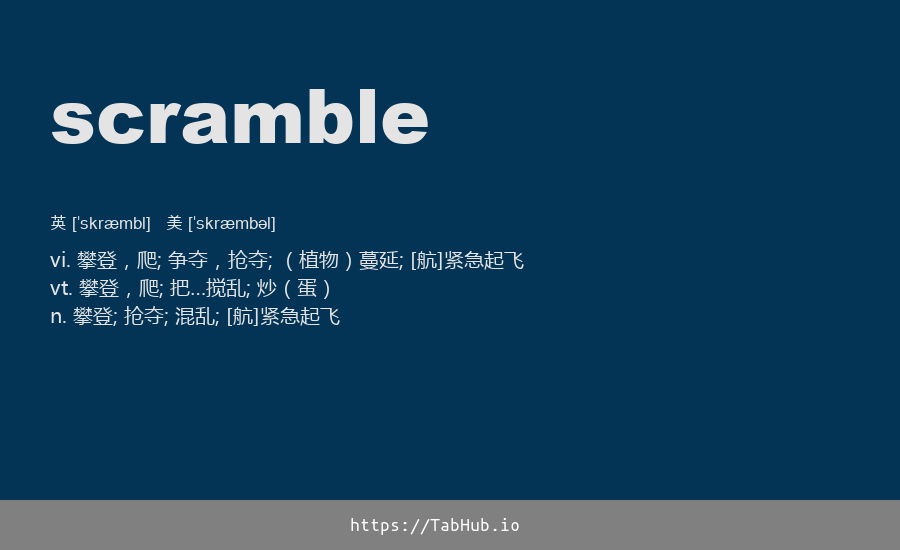 scramble
英 [ˈskræmbl] 美 [ˈskræmbəl]
vi. 攀登，爬; 争夺，抢夺; （植物）蔓延; [航]紧急起飞
vt. 攀登，爬; 把...搅乱; 炒（蛋）
n. 攀登; 抢夺; 混乱; [航]紧急起飞
https://TabHub.io